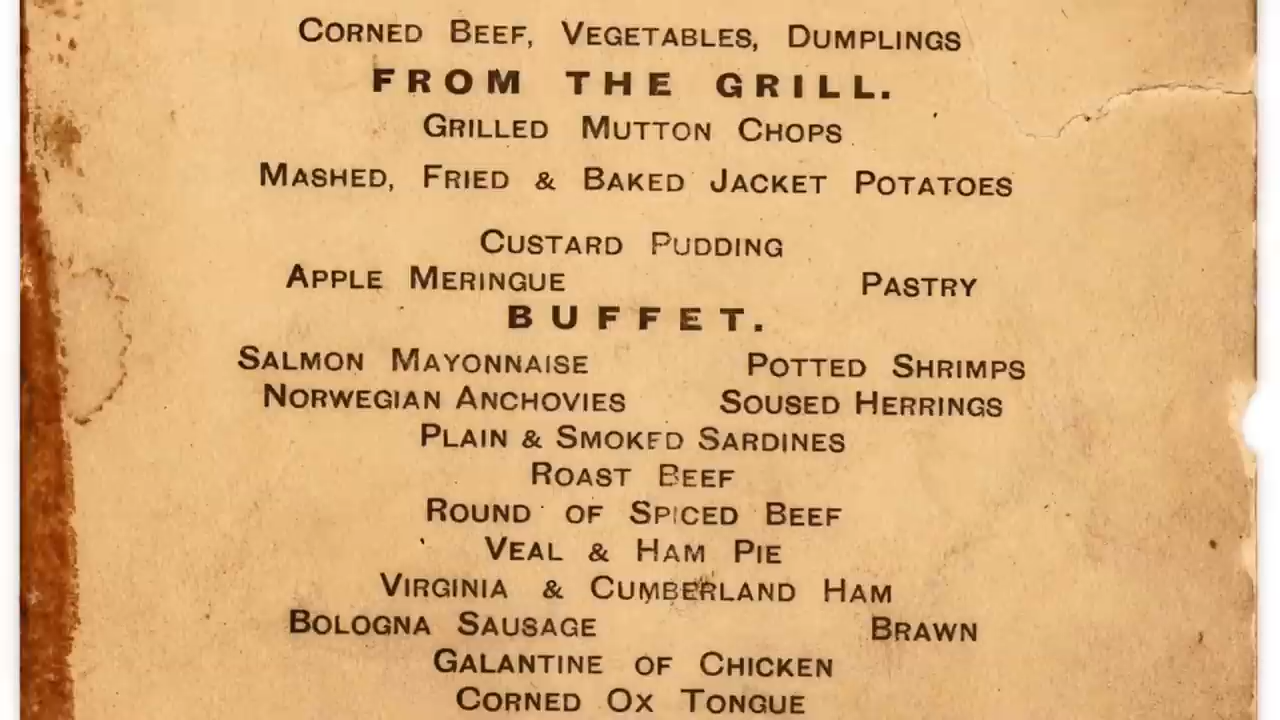 CORNED BEEF, VEGETABLES, DUMPLINGS
FROM THE GRILL.
GRILLED MUTTON CHOPS
MASHED, FRIED & BAKED JACKET POTATOES
CUSTARD PUDDING
APPLE MERINGUE PASTRY
BUFFET.
SALMON MAYONNAISE POTTED SHRIMPS
NORWEGIAN ANCHOVIES SOUSED HERRINGS
PLAIN & SMOKED SARDINES
ROAST BEEF
ROUND OF SPICED BEEF
VEAL & HAM PIE
VIRGINIA & CUMBERLAND HAM
BOLOGNA SAUSAGE BRAWN
GALANTINE OF CHICKEN
CORNED OX TONGUE